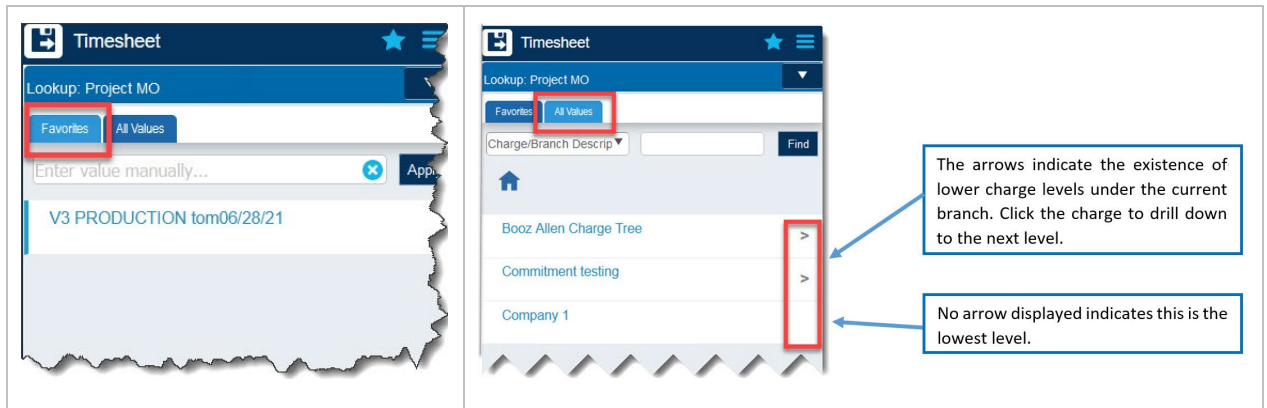 Timesheet
Lookup: Project MO
Favorites
All Values
Enter value manually...
V3 PRODUCTION tom06/28/21
Timesheet
Lookup: Project MO
Favorites
All Values
Charge/Branch Descrip
Find
Booz Allen Charge Tree
>
Commitment testing
>
Company 1
The arrows indicate the existence of
lower charge levels under the current
branch. Click the charge to drill down
to the next level.
No arrow displayed indicates this is the
lowest level.